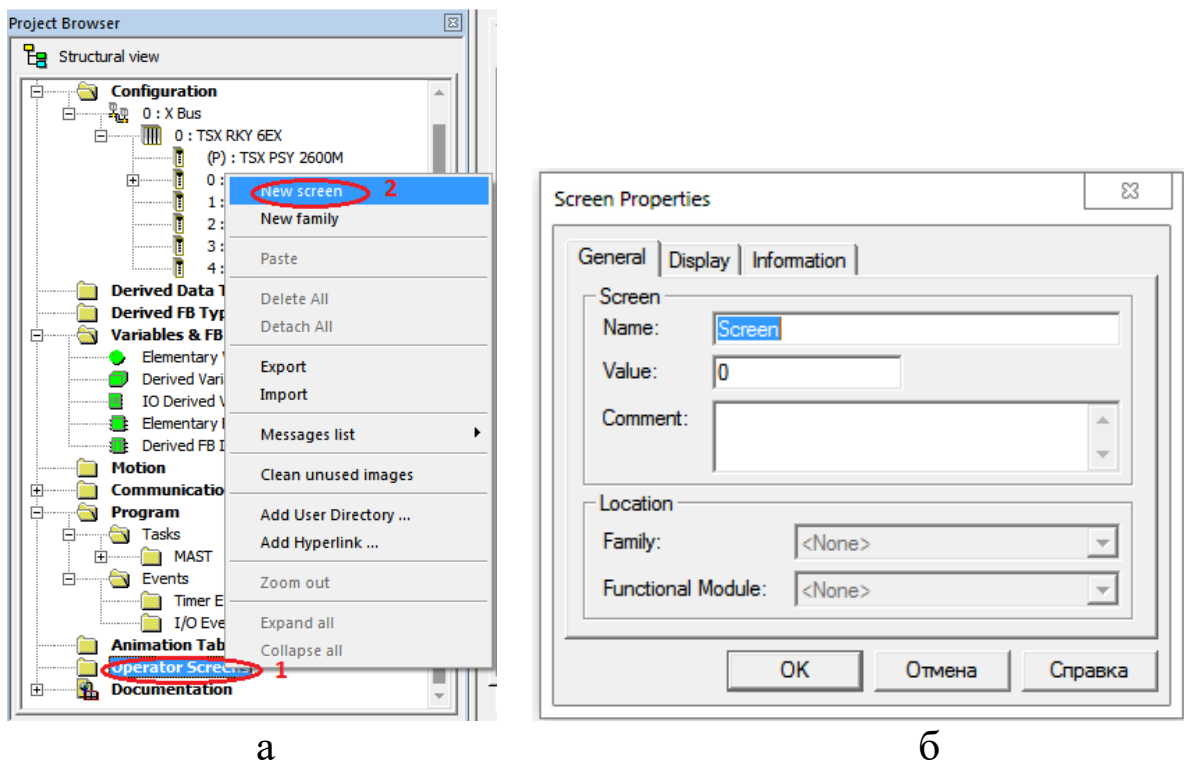 Project Browser
Structural view
Configuration
0 : X Bus
0 : TSX RKY 6EX
(P) : TSX PSY 2600M
0 :
1 :
2 :
3 :
4 :
Derived Data T
Derived FB Typ
Variables & FB
Elementary
Derived Vari
IO Derived
Elementary
Derived FB I
Motion
Communicatio
Program
Tasks
MAST
Events
Timer E
I/O Eve
Animation Tab
Operator Scree 1
Documentation
New screen 2
New family
Paste
Delete All
Detach All
Export
Import
Messages list
Clean unused images
Add User Directory ...
Add Hyperlink ...
Zoom out
Expand all
Collapse all
а
Screen Properties
General Display Information
Screen
Name: Screen
Value: 0
Comment:
Location
Family: <None>
Functional Module: <None>
OK Отмена Справка
б